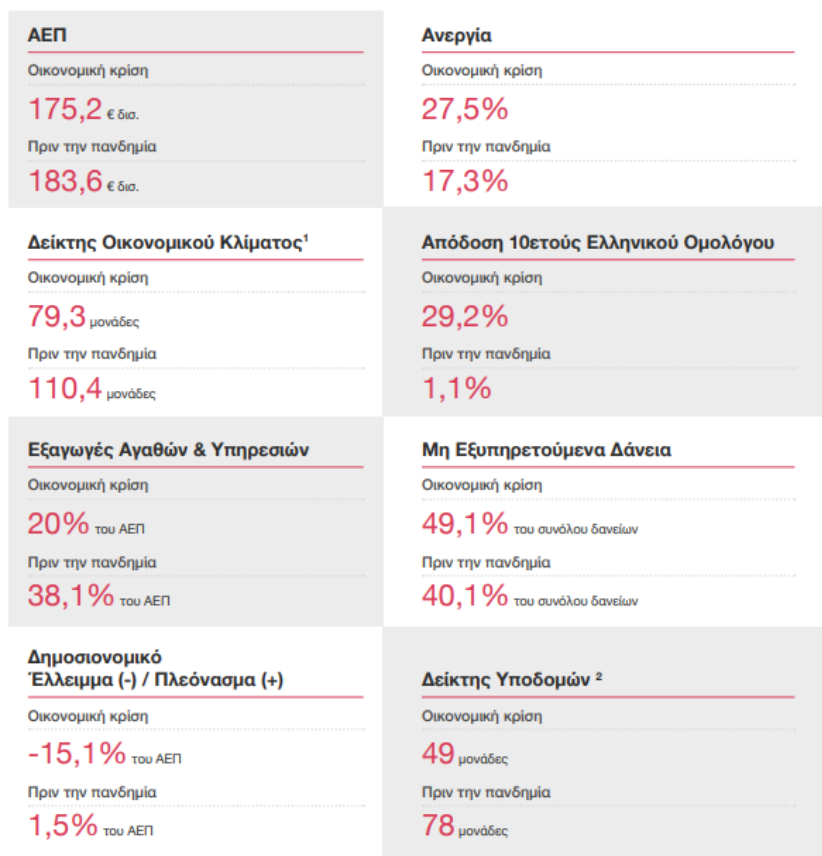 ΑΕΠ
Οικονομική κρίση
175,2 € δισ.
Πριν την πανδημία
183,6 € δισ.
Ανεργία
Οικονομική κρίση
27,5%
Πριν την πανδημία
17,3%
Δείκτης Οικονομικού Κλίματος¹
Οικονομική κρίση
79,3 μονάδες
Πριν την πανδημία
110,4 μονάδες
Απόδοση 10ετούς Ελληνικού Ομολόγου
Οικονομική κρίση
29,2%
Πριν την πανδημία
1,1%
Εξαγωγές Αγαθών & Υπηρεσιών
Οικονομική κρίση
20% του ΑΕΠ
Πριν την πανδημία
38,1% του ΑΕΠ
Μη Εξυπηρετούμενα Δάνεια
Οικονομική κρίση
49,1% του συνόλου δανείων
Πριν την πανδημία
40,1% του συνόλου δανείων
Δημοσιονομικό
Έλλειμμα (-) / Πλεόνασμα (+)
Οικονομική κρίση
-15,1% του ΑΕΠ
Πριν την πανδημία
1,5% του ΑΕΠ
Δείκτης Υποδομών ²
Οικονομική κρίση
49 μονάδες
Πριν την πανδημία
78 μονάδες